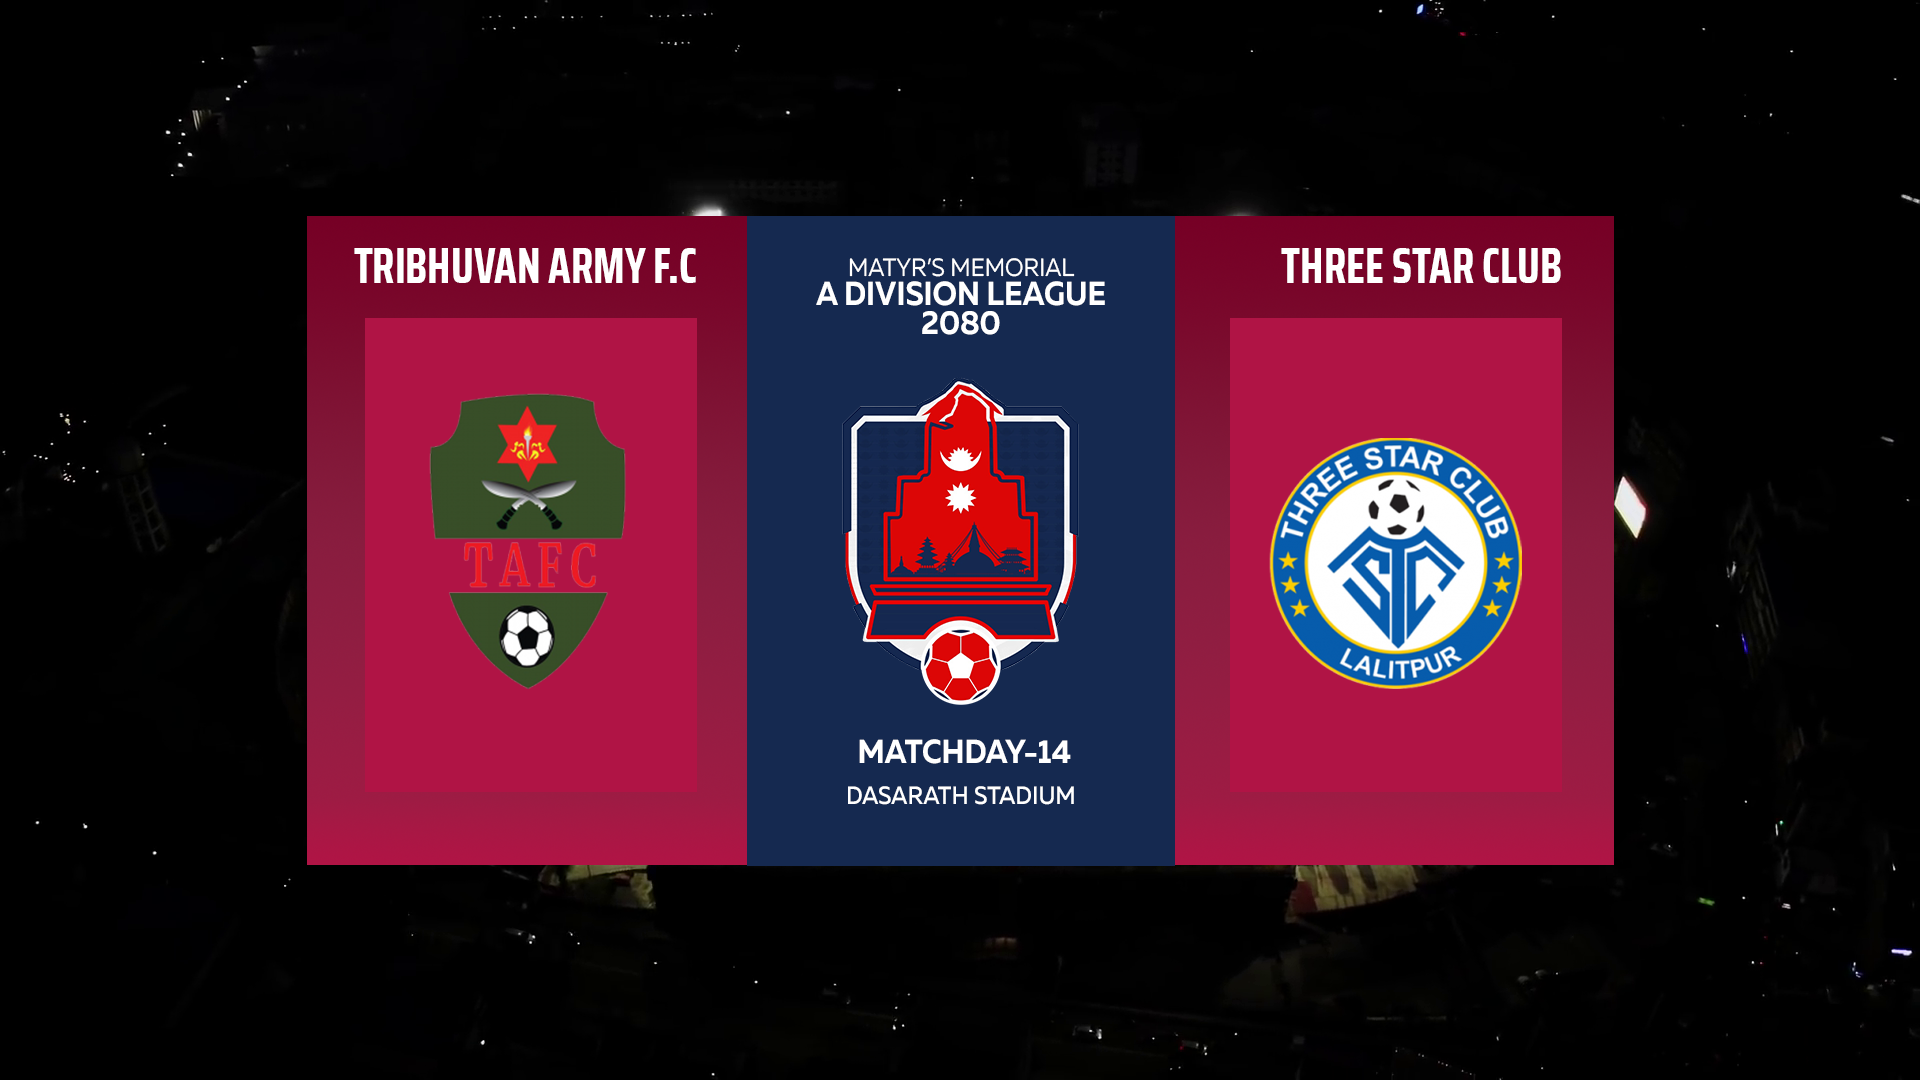 TRIBHUVAN ARMY F.C
TAFC
MATYR'S MEMORIAL
A DIVISION LEAGUE
2080
MATCHDAY-14
DASARATH STADIUM
THREE STAR CLUB
THREE STAR CLUB
STC
LALITPUR